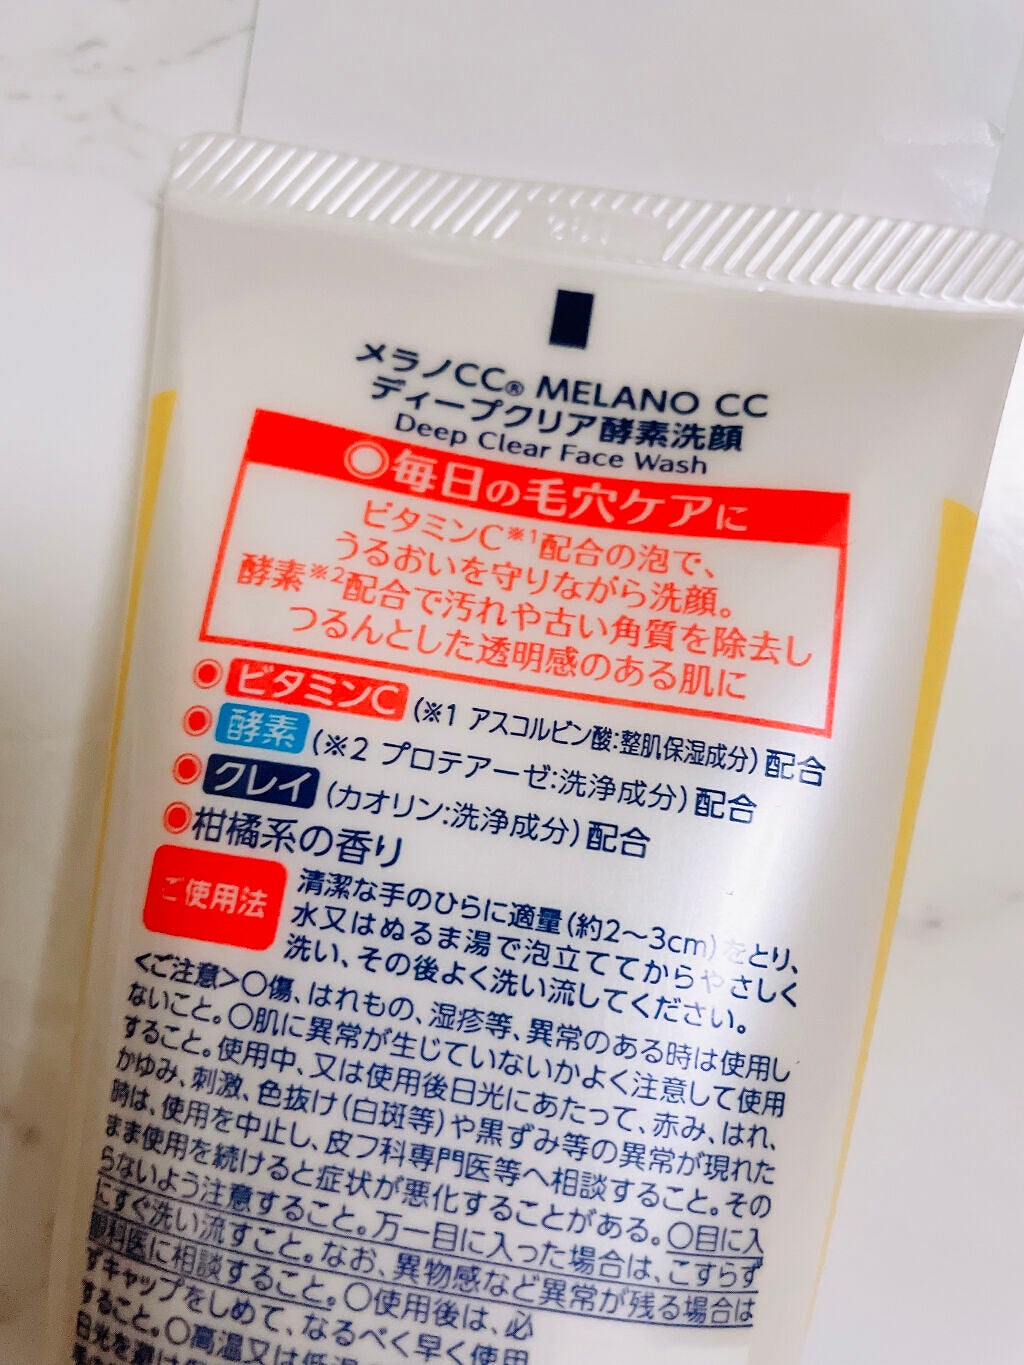 メラノCC® MELANO CC
ディープクリア酵素洗顔
Deep Clear Face Wash
◎毎日の毛穴ケアに
ビタミンC※1配合の泡で、
うるおいを守りながら洗顔。
酵素※2配合で汚れや古い角質を除去し
つるんとした透明感のある肌に
●ビタミンC(※1 アスコルビン酸:整肌保湿成分)配合
●酵素(※2 プロテアーゼ:洗浄成分)配合
●クレイ(カオリン:洗浄成分)配合
●柑橘系の香り
ご使用法
清潔な手のひらに適量(約2～3cm)をとり、
水又はぬるま湯で泡立ててからやさしく
洗い、その後よく洗い流してください。
<ご注意>○傷、はれもの、湿疹等、異常のある時は使用し
ないこと。○肌に異常が生じていないかよく注意して使用
すること。使用中、又は使用後日光にあたって、赤み、はれ、
かゆみ、刺激、色抜け(白斑等)や黒ずみ等の異常が現れた
時は、使用を中止し、皮フ科専門医等へ相談すること。その
まま使用を続けると症状が悪化することがある。○目に入
らないよう注意すること。万一目に入った場合は、こすらず
にすぐ洗い流すこと。なお、異物感など異常が残る場合は
眼科医に相談すること。○使用後は、必
ずキャップをしめて、なるべく早く使用
すること。○高温又は低温
日光を避け